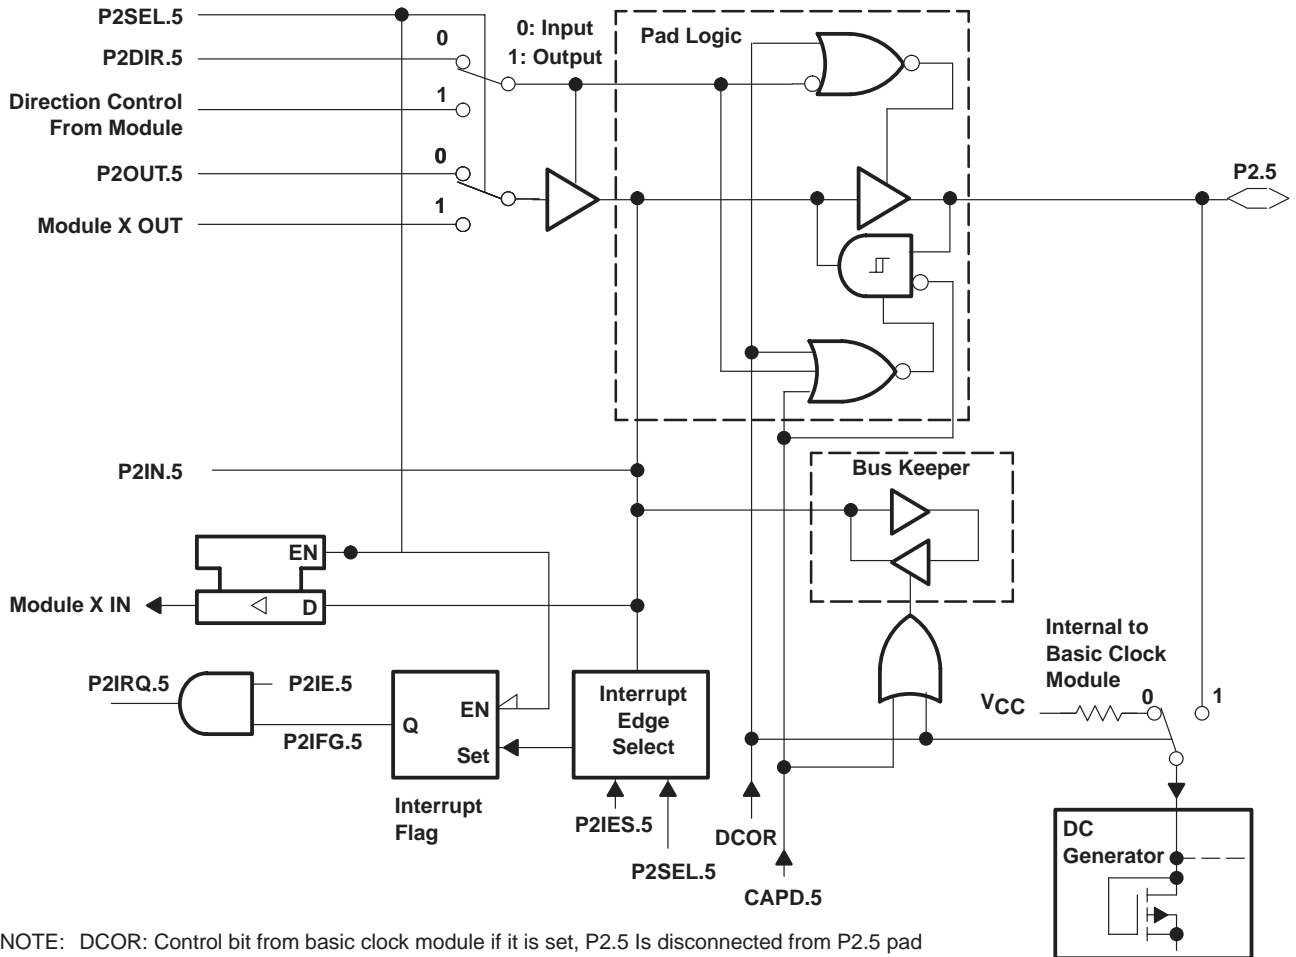 P2SEL.5
P2DIR.5
0
0: Input
1: Output
Pad Logic
Direction Control
From Module
1
P2OUT.5
0
P2.5
Module X OUT
1
P2IN.5
Bus Keeper
EN
Module X IN
D
Internal to
Basic Clock
Module
P2IRQ.5
P2IE.5
P2IFG.5
Q
EN
Set
Interrupt
Edge
Select
VCC
0
1
Interrupt
Flag
P2IES.5
P2SEL.5
DCOR
CAPD.5
DC
Generator
NOTE: DCOR: Control bit from basic clock module if it is set, P2.5 Is disconnected from P2.5 pad